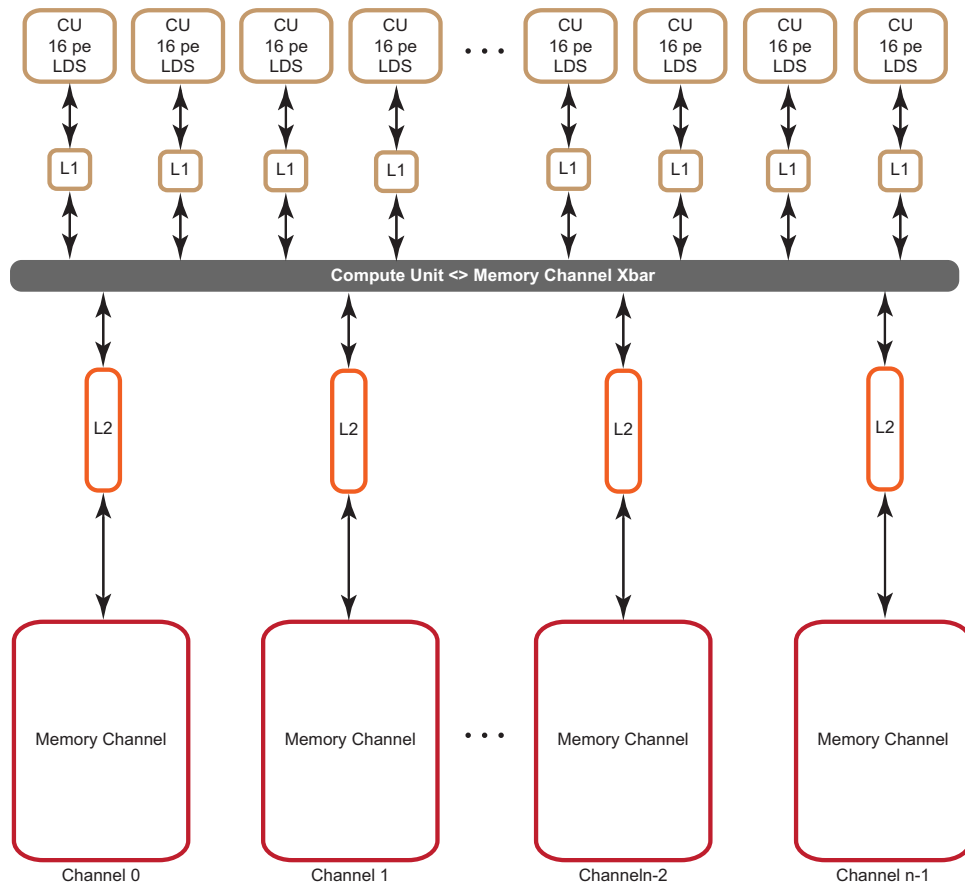 CU
16 pe
LDS
CU
16 pe
LDS
CU
16 pe
LDS
CU
16 pe
LDS
. . .
CU
16 pe
LDS
CU
16 pe
LDS
CU
16 pe
LDS
CU
16 pe
LDS
L1
L1
L1
L1
L1
L1
L1
L1
Compute Unit <> Memory Channel Xbar
L2
L2
L2
L2
Memory Channel
Memory Channel
. . .
Memory Channel
Memory Channel
Channel 0
Channel 1
Channeln-2
Channel n-1